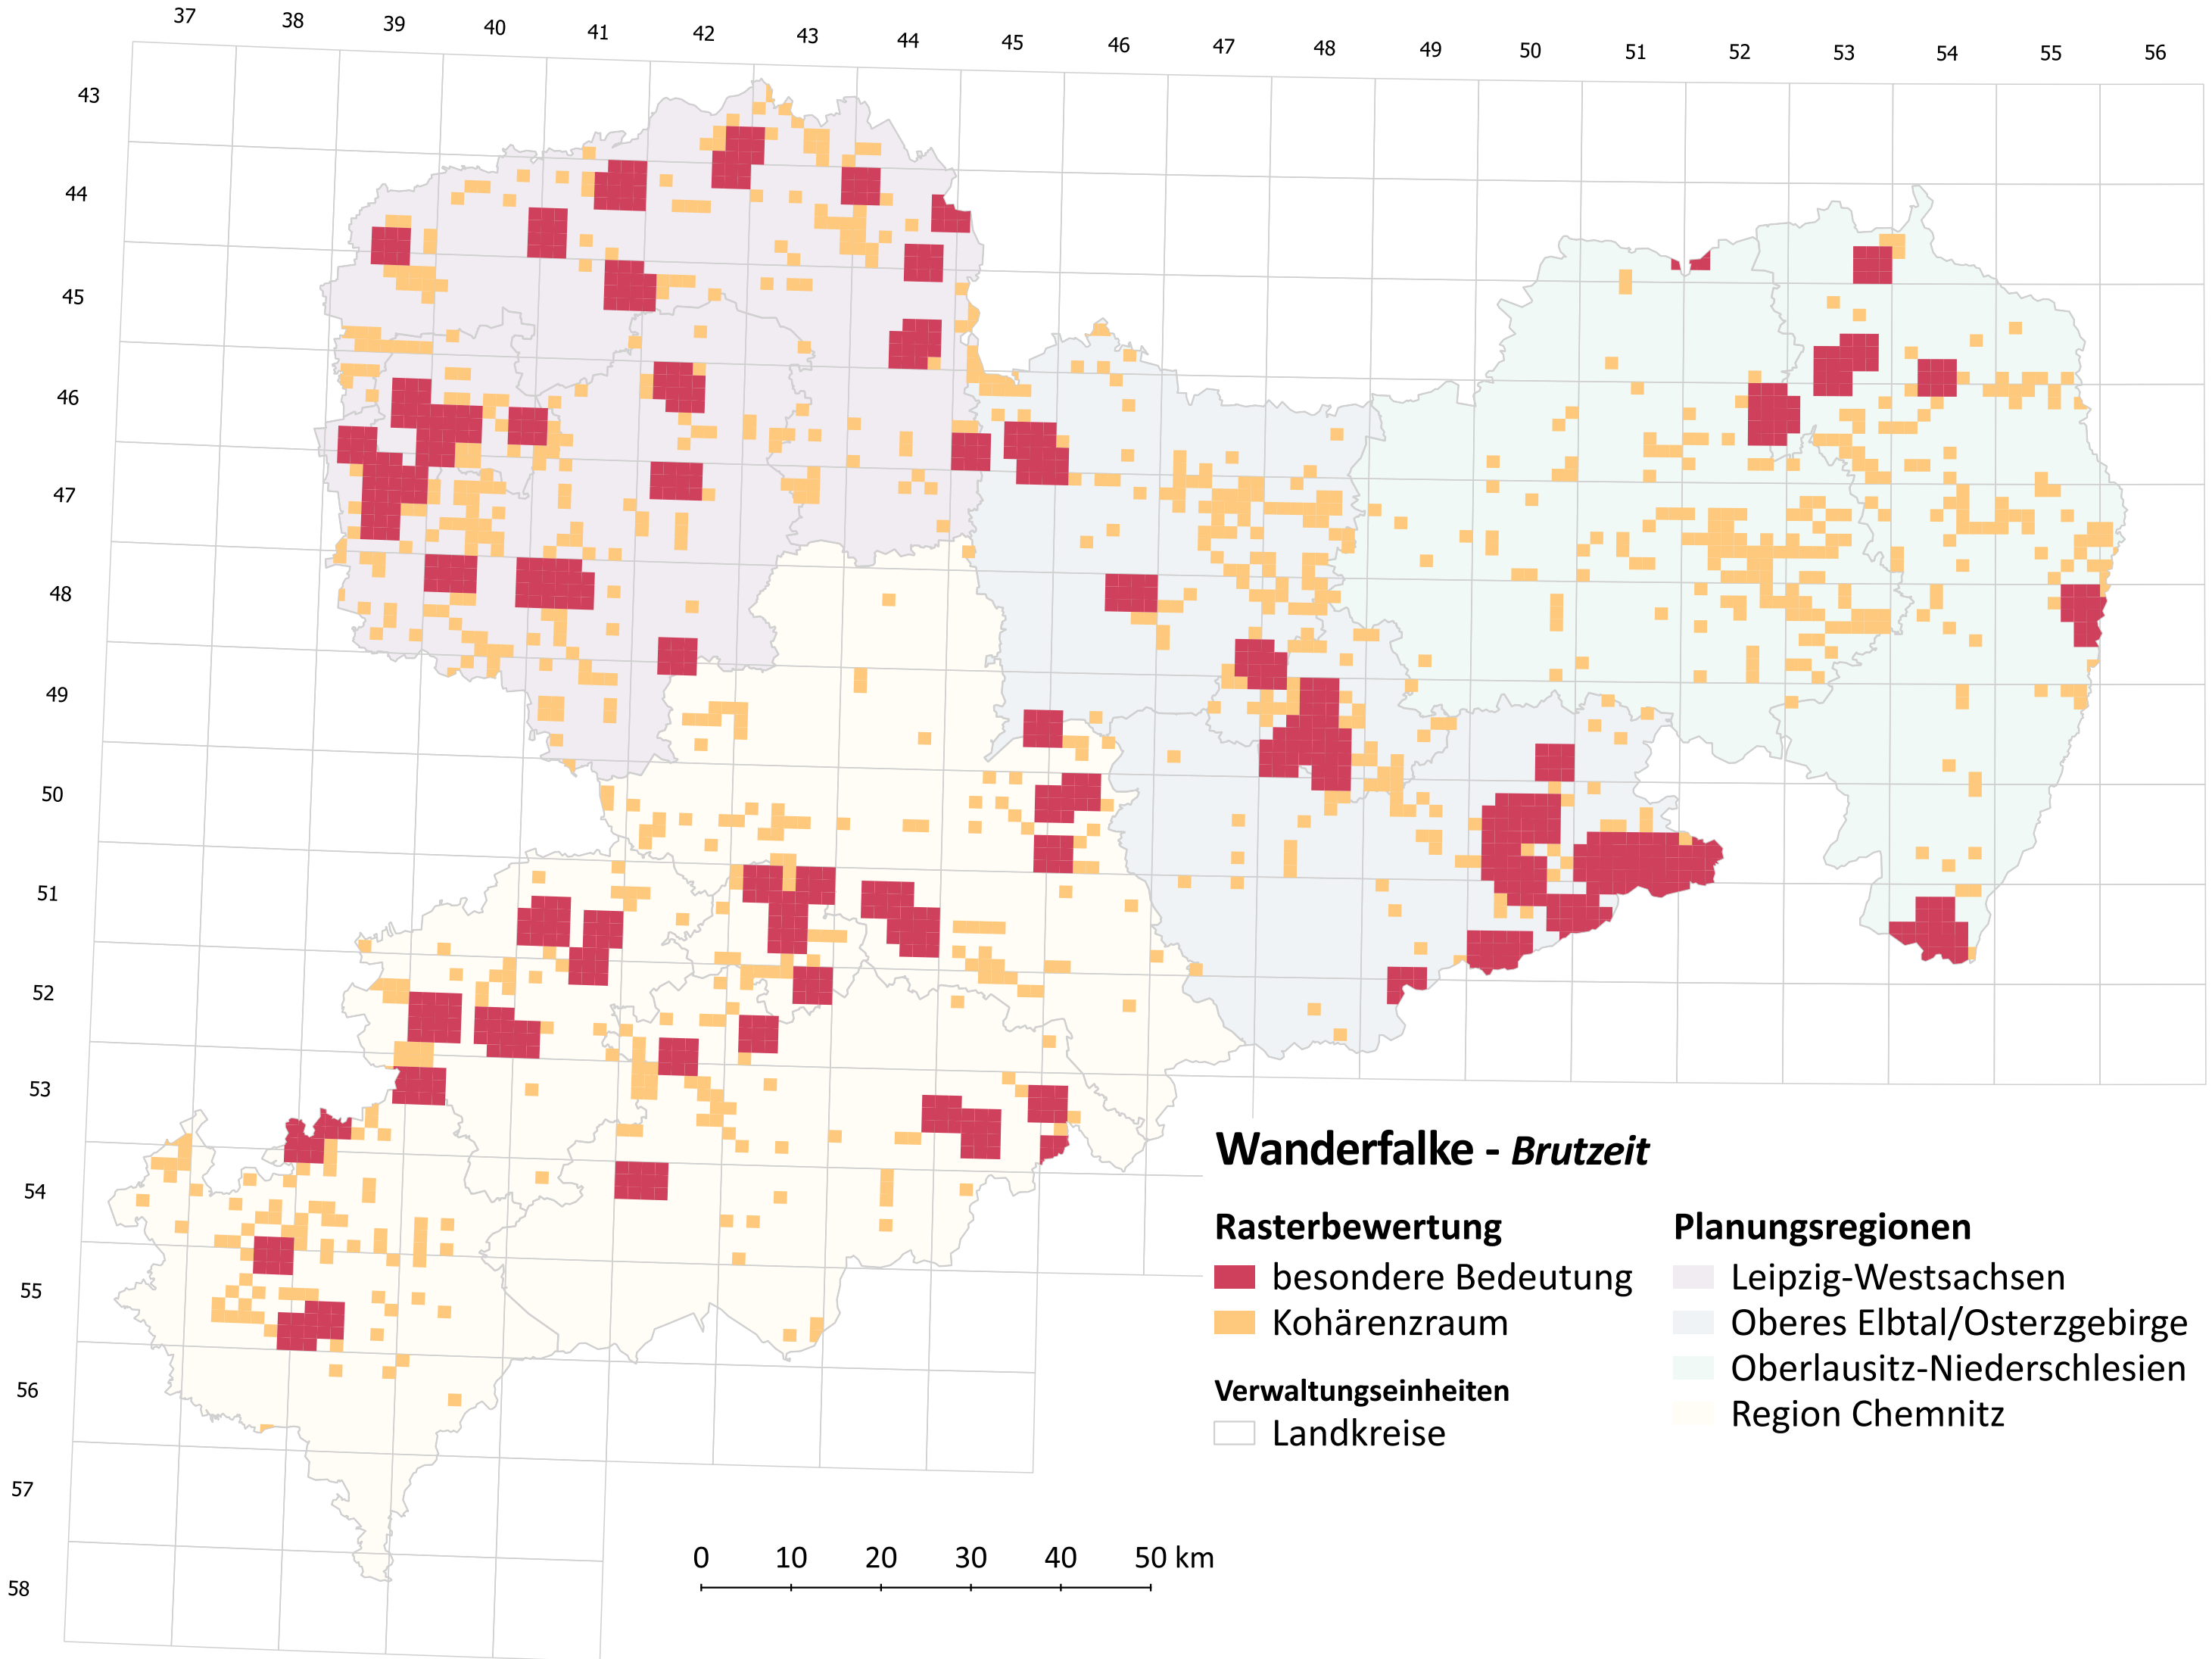 37 38 39 40 41 42 43 44 45 46 47 48 49 50 51 52 53 54 55 56
43
44
45
46
47
48
49
50
51
52
53
54
55
56
57
58
Wanderfalke - Brutzeit
Rasterbewertung
besondere Bedeutung
Kohärenzraum
Verwaltungseinheiten
Landkreise
Planungsregionen
Leipzig-Westsachsen
Oberes Elbtal/Osterzgebirge
Oberlausitz-Niederschlesien
Region Chemnitz
0 10 20 30 40 50 km